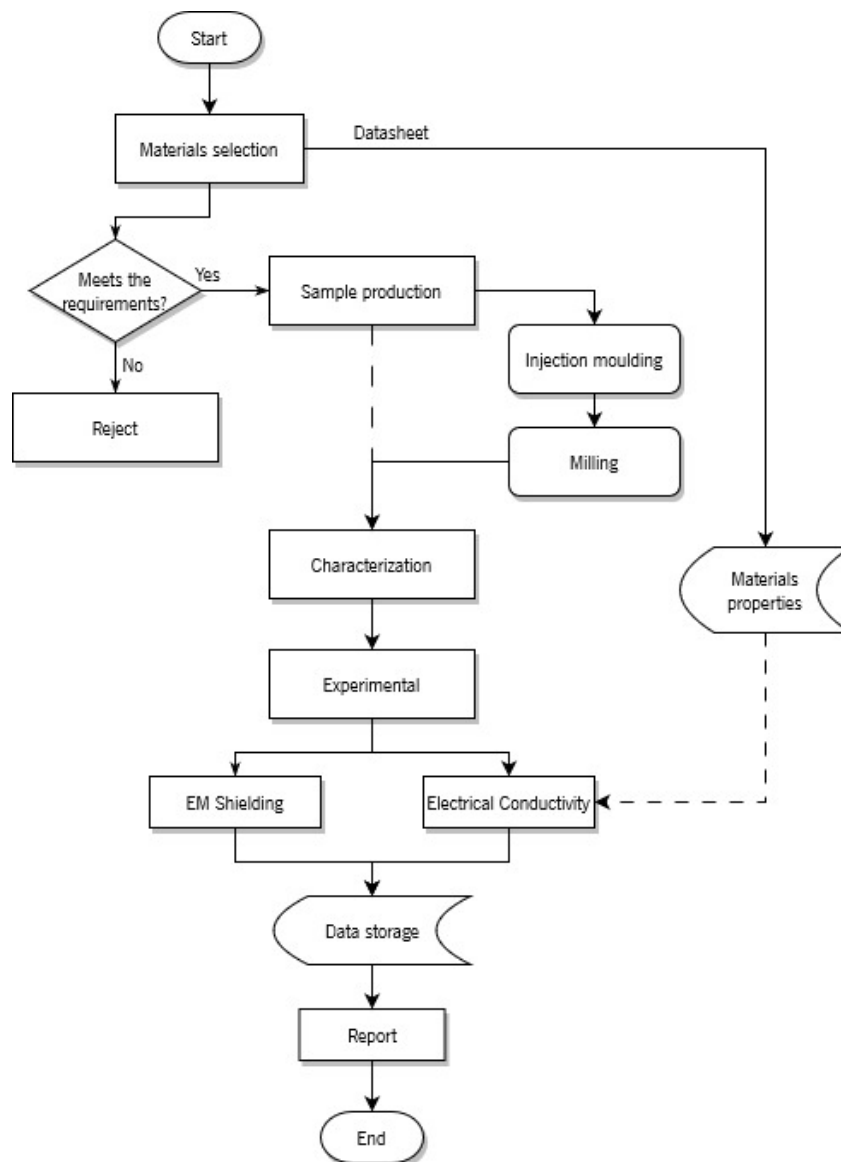 Start
Datasheet
Materials selection
Meets the
requirements?
Yes
Sample production
No
Injection moulding
Reject
Milling
Characterization
Materials
properties
Experimental
EM Shielding
Electrical Conductivity
Data storage
Report
End